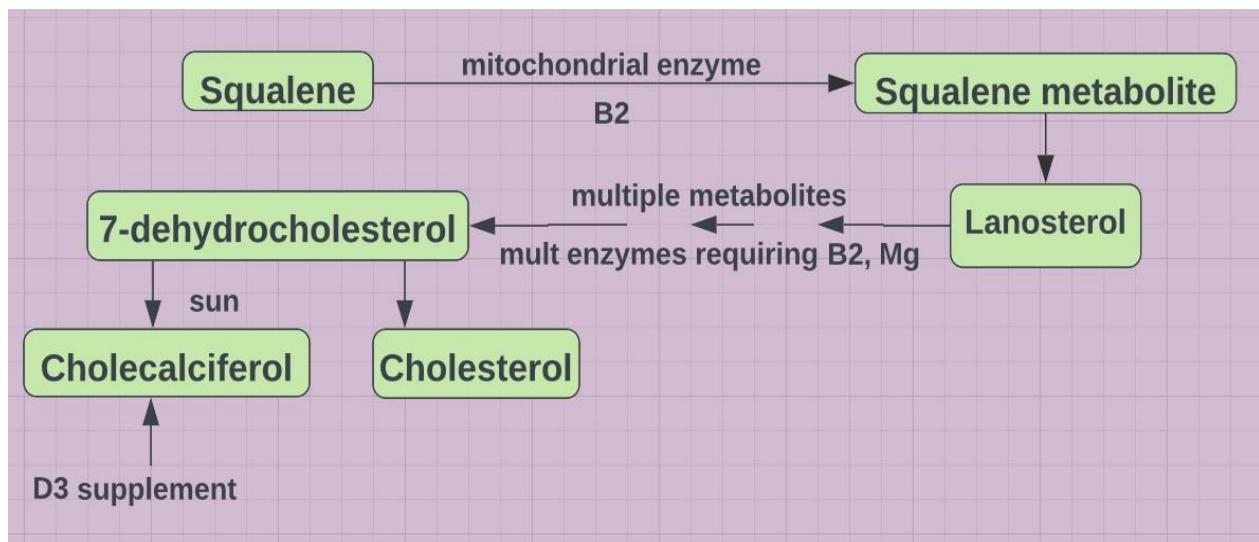 mitochondrial enzyme
Squalene
Squalene metabolite
B2
multiple metabolites
7-dehydrocholesterol
Lanosterol
mult enzymes requiring B2, Mg
sun
Cholecalciferol
Cholesterol
D3 supplement